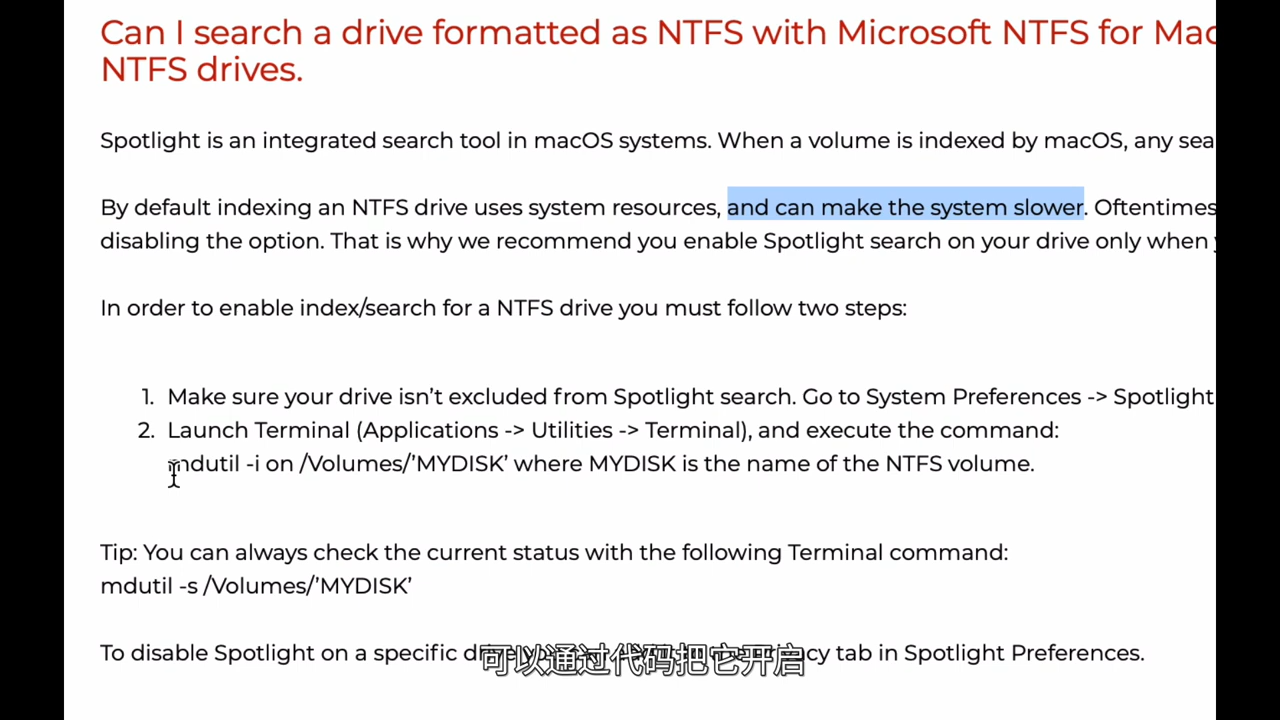 Can I search a drive formatted as NTFS with Microsoft NTFS for Mac
NTFS drives.
Spotlight is an integrated search tool in macOS systems. When a volume is indexed by macOS, any sea
By default indexing an NTFS drive uses system resources, and can make the system slower. Oftentimes
disabling the option. That is why we recommend you enable Spotlight search on your drive only when
In order to enable index/search for a NTFS drive you must follow two steps:
1. Make sure your drive isn’t excluded from Spotlight search. Go to System Preferences -> Spotlight
2. Launch Terminal (Applications -> Utilities -> Terminal), and execute the command:
mdutil -i on /Volumes/’MYDISK’ where MYDISK is the name of the NTFS volume.
Tip: You can always check the current status with the following Terminal command:
mdutil -s /Volumes/’MYDISK’
To disable Spotlight on a specific tab in Spotlight Preferences.
可以通过代码把它开启